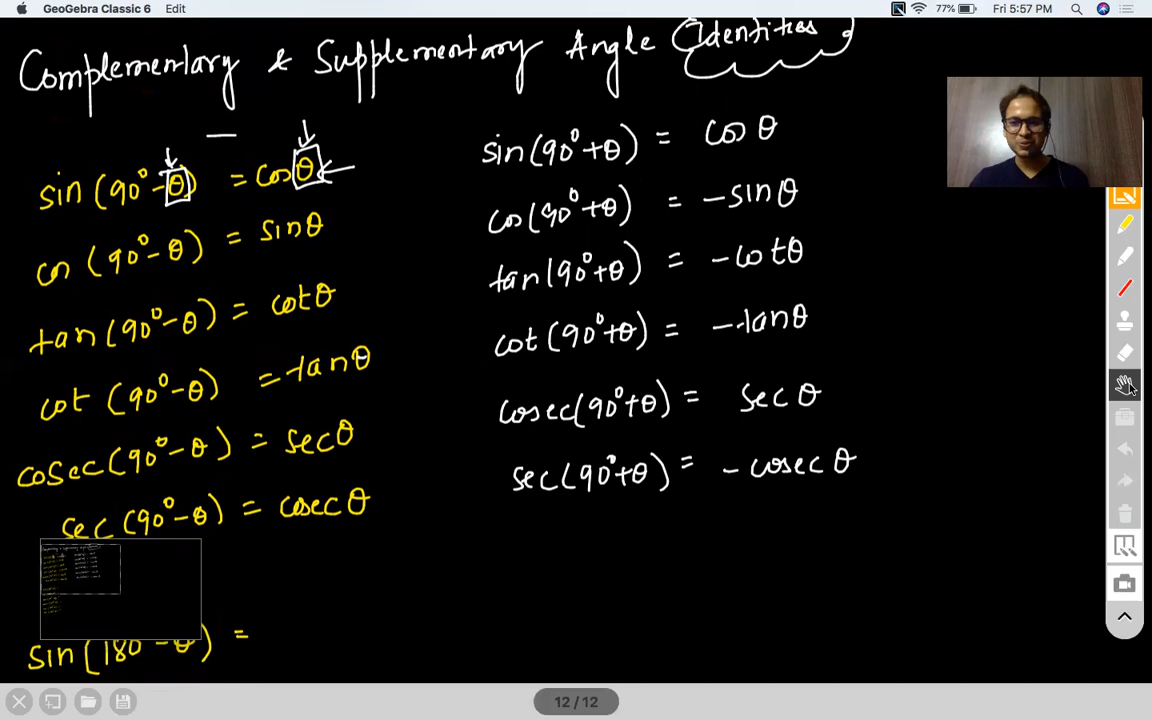 GeoGebra Classic 6 Edit
77% Fri 5:57 PM
Complementary & Supplementary Angle Identities
sin (90°-θ) = cosθ
cos (90°-θ) = sinθ
tan (90°-θ) = cotθ
cot (90°-θ) = tanθ
cosec (90°-θ) = secθ
sec (90°-θ) = cosecθ
sin (180-θ) =
sin(90°+θ) = cosθ
cos(90°+θ) = -sinθ
tan(90°+θ) = -cotθ
cot(90°+θ) = -tanθ
cosec(90°+θ) = secθ
sec(90°+θ) = -cosecθ
12 / 12